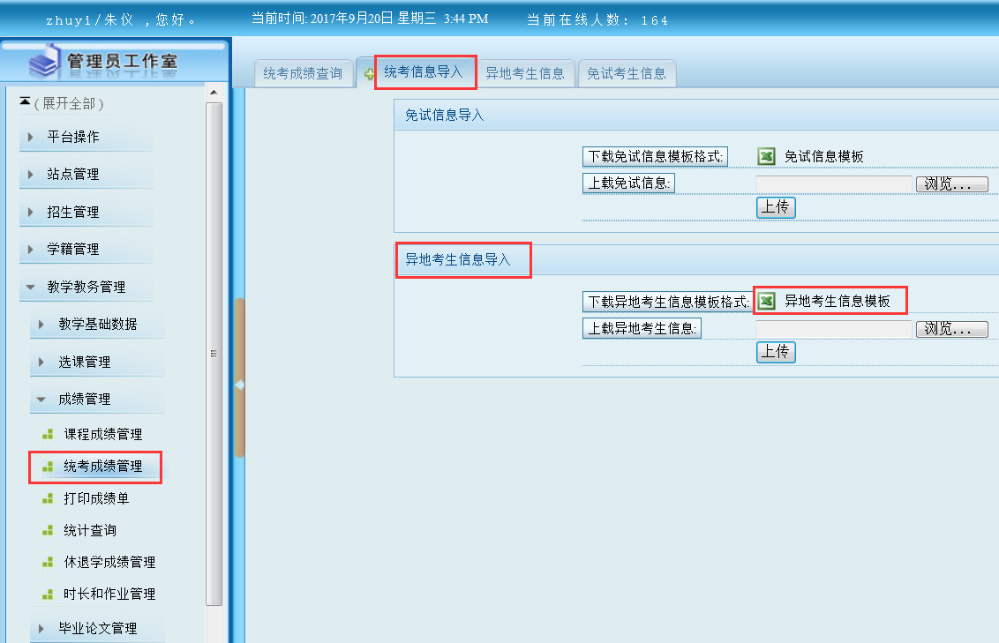 zhuyi/朱仪 ,您好。 当前时间: 2017年9月20日 星期三 3:44 PM 当前在线人数: 164
管理员工作室
(展开全部)
平台操作
站点管理
招生管理
学籍管理
教学教务管理
教学基础数据
选课管理
成绩管理
课程成绩管理
统考成绩管理
打印成绩单
统计查询
休退学成绩管理
时长和作业管理
毕业论文管理
统考成绩查询 统考信息导入 异地考生信息 免试考生信息
免试信息导入
下载免试信息模板格式: 免试信息模板
上载免试信息: 浏览...
上传
异地考生信息导入
下载异地考生信息模板格式: 异地考生信息模板
上载异地考生信息: 浏览...
上传